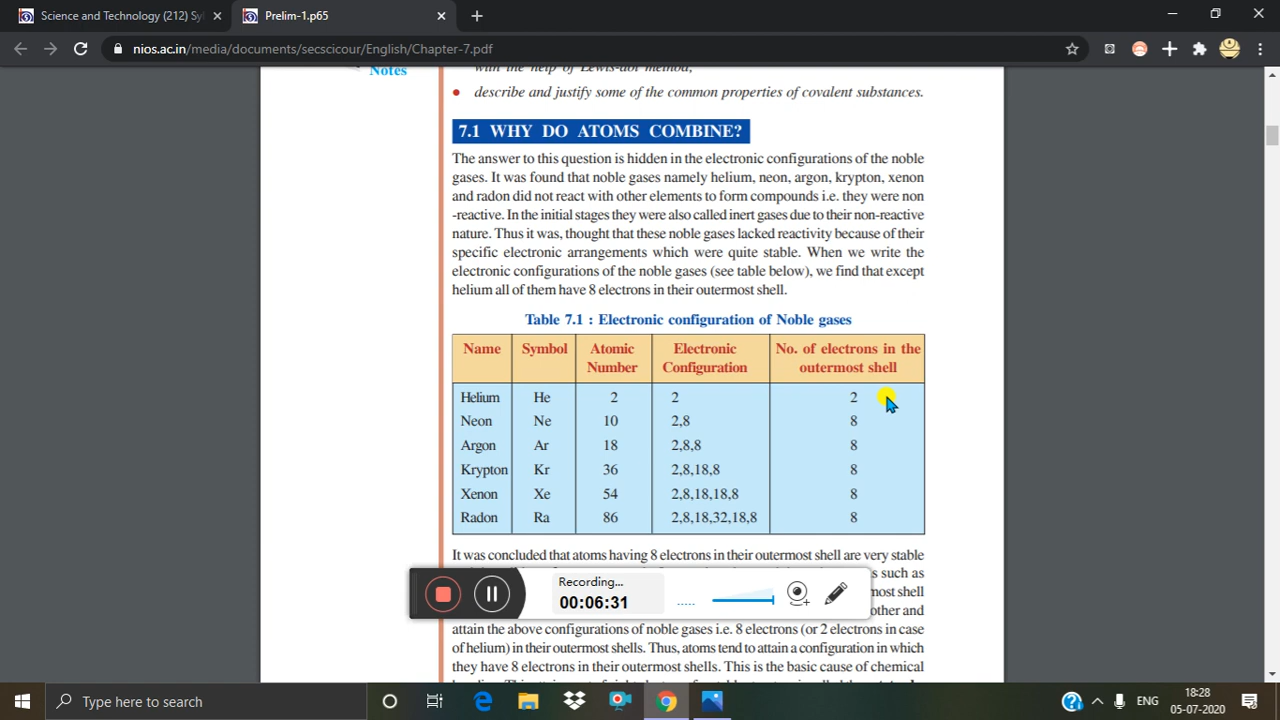 Science and Technology (212) Syl
Prelim-1.p65
nios.ac.in/media/documents/secscicour/English/Chapter-7.pdf
Notes
with the help of Lewis-dot method;
• describe and justify some of the common properties of covalent substances.
7.1 WHY DO ATOMS COMBINE?
The answer to this question is hidden in the electronic configurations of the noble
gases. It was found that noble gases namely helium, neon, argon, krypton, xenon
and radon did not react with other elements to form compounds i.e. they were non
-reactive. In the initial stages they were also called inert gases due to their non-reactive
nature. Thus it was, thought that these noble gases lacked reactivity because of their
specific electronic arrangements which were quite stable. When we write the
electronic configurations of the noble gases (see table below), we find that except
helium all of them have 8 electrons in their outermost shell.
Table 7.1 : Electronic configuration of Noble gases
Name Symbol Atomic Number Electronic Configuration No. of electrons in the outermost shell
Helium He 2 2 2
Neon Ne 10 2,8 8
Argon Ar 18 2,8,8 8
Krypton Kr 36 2,8,18,8 8
Xenon Xe 54 2,8,18,18,8 8
Radon Ra 86 2,8,18,32,18,8 8
It was concluded that atoms having 8 electrons in their outermost shell are very stable
s such as
most shell
other and
attain the above configurations of noble gases i.e. 8 electrons (or 2 electrons in case
of helium) in their outermost shells. Thus, atoms tend to attain a configuration in which
they have 8 electrons in their outermost shells. This is the basic cause of chemical
Recording...
00:06:31
Type here to search
ENG
18:28
05-07-2020